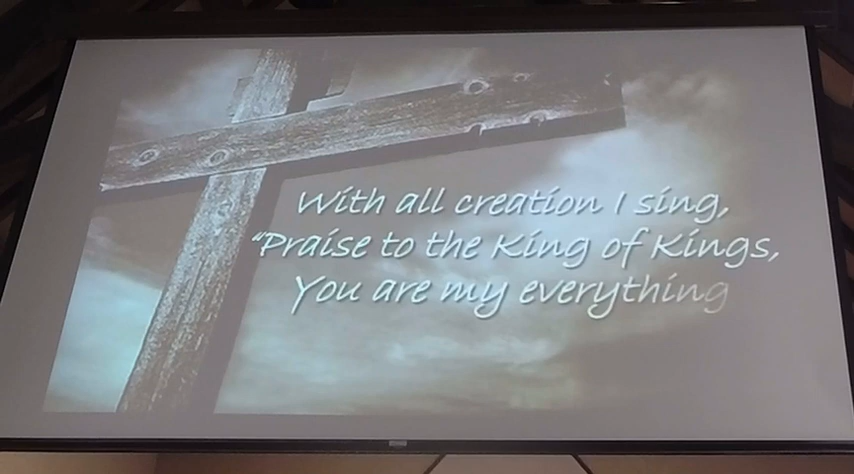 With all creation I sing,
“Praise to the King of Kings,
You are my everything